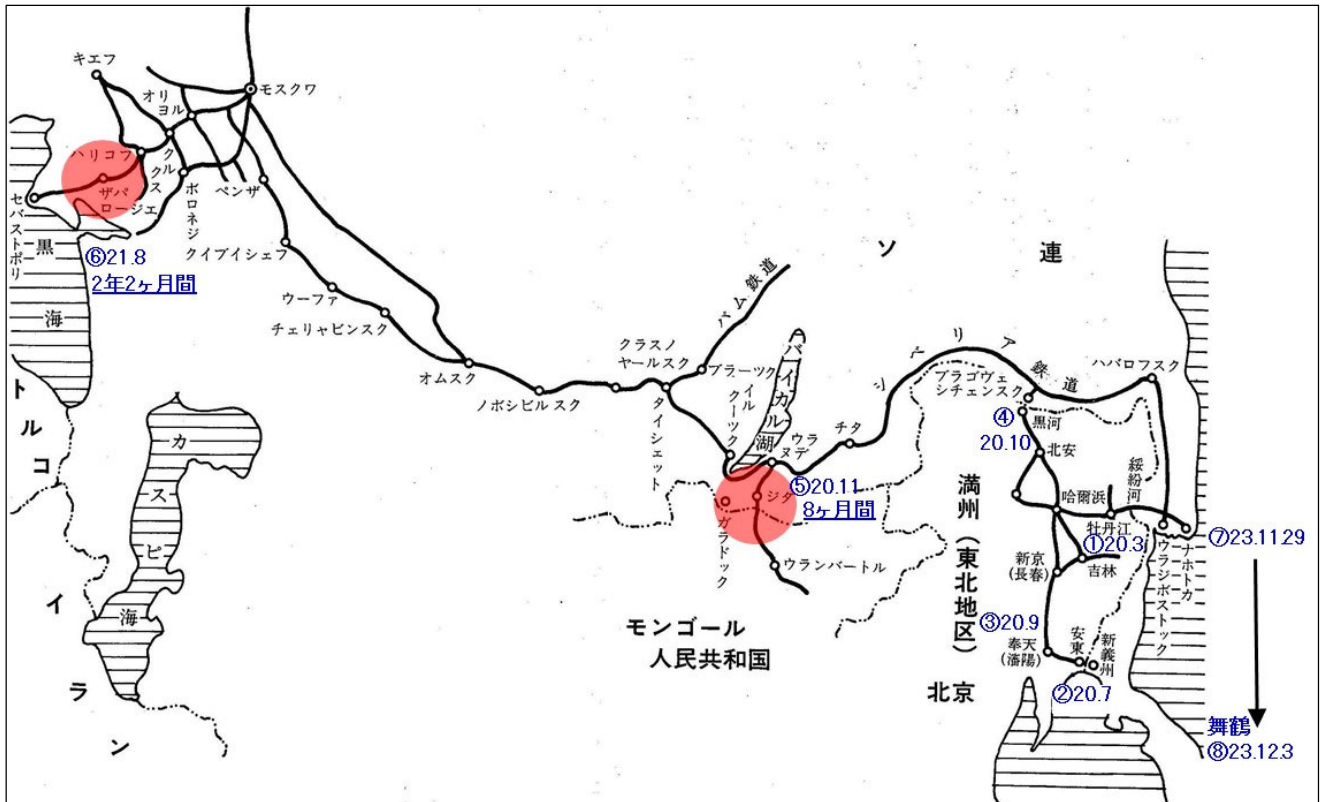 キエフ
オリヨル
モスクワ
ハリコフ
クルクス
ザパロージエ
ボロネジ
ペンザ
セバストポリ
黒海
⑥21.8
2年2ヶ月間
クイブイシェフ
ウーファ
チェリャビンスク
オムスク
ノボシビルスク
クラスノヤールスク
バム鉄道
ブラーツク
タイシェット
イルクーツク
バイカル湖
ウランウデ
チタ
シベリア鉄道
ソ連
ブラゴヴェシチェンスク
ハバロフスク
④
20.10
黒河
北安
綏紛河
哈爾浜
牡丹江
①20.3
吉林
新京
(長春)
満州(東北地区)
③20.9
奉天
(瀋陽)
安東
新義州
②20.7
北京
⑤20.11
8ヶ月間
ジタ
ガラドック
ウランバートル
モンゴール
人民共和国
トルコ
カスピ海
イラン
ウラジボストック
ナホトカ
⑦23.11.29
舞鶴
⑧23.12.3